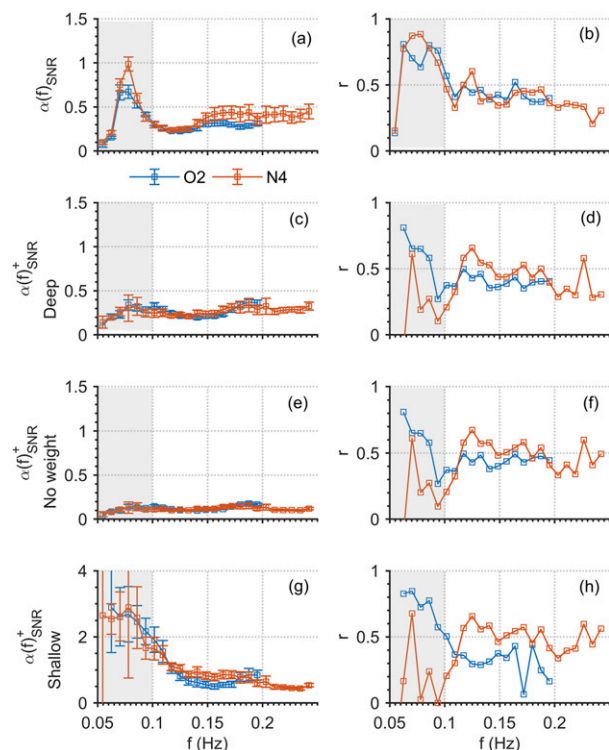 1.5
1
0.5
0
α(f)SNR
(a)
1
0.5
0
r
(b)
O2 N4
1.5
1
0.5
0
α(f)+SNR
Deep
(c)
1
0.5
0
r
(d)
1.5
1
0.5
0
α(f)+SNR
No weight
(e)
1
0.5
0
r
(f)
4
2
0
α(f)+SNR
Shallow
(g)
1
0.5
0
r
(h)
0.05 0.1 0.15 0.2
f (Hz)
0.05 0.1 0.15 0.2
f (Hz)